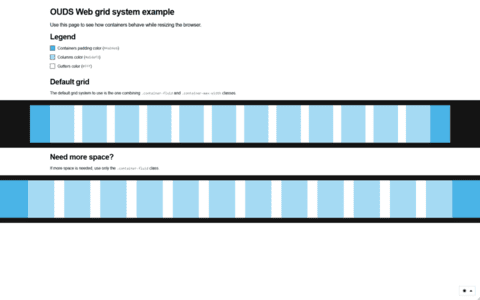 OUDS Web grid system example
Use this page to see how containers behave while resizing the browser.
Legend
Containers padding color (
Columns color (
Gutters color (#fff)
Default grid
The default grid system to use is the one combining .container-fluid and .container-max-width classes.
Need more space?
If more space is needed, use only the .container-fluid class.